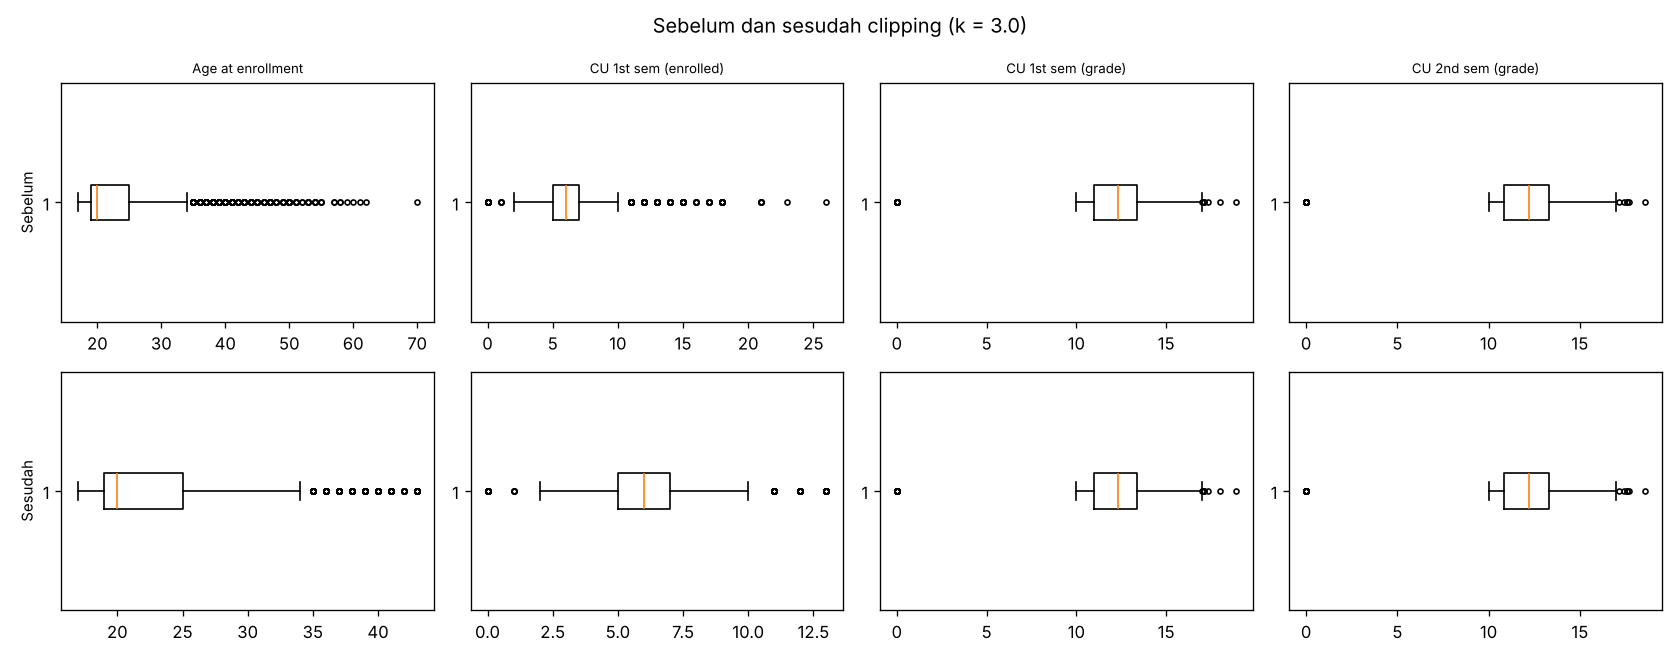 Sebelum dan sesudah clipping (k = 3.0)
Age at enrollment
CU 1st sem (enrolled)
CU 1st sem (grade)
CU 2nd sem (grade)
Sebelum
1
1
1
1
20 30 40 50 60 70
0 5 10 15 20 25
0 5 10 15
0 5 10 15
Sesudah
1
1
1
1
20 25 30 35 40
0.0 2.5 5.0 7.5 10.0 12.5
0 5 10 15
0 5 10 15